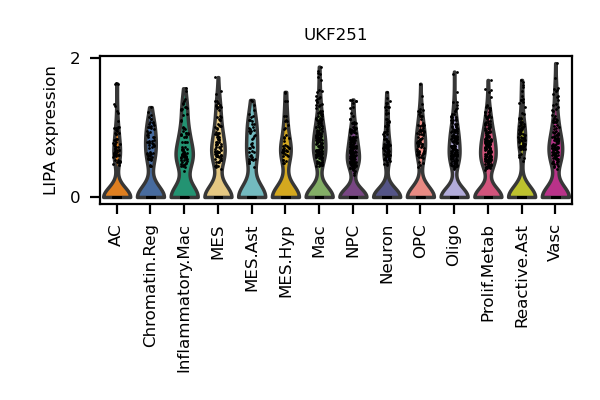 UKF251
LIPA expression
2
0
AC
Chromatin.Reg
Inflammatory.Mac
MES
MES.Ast
MES.Hyp
Mac
NPC
Neuron
OPC
Oligo
Prolif.Metab
Reactive.Ast
Vasc